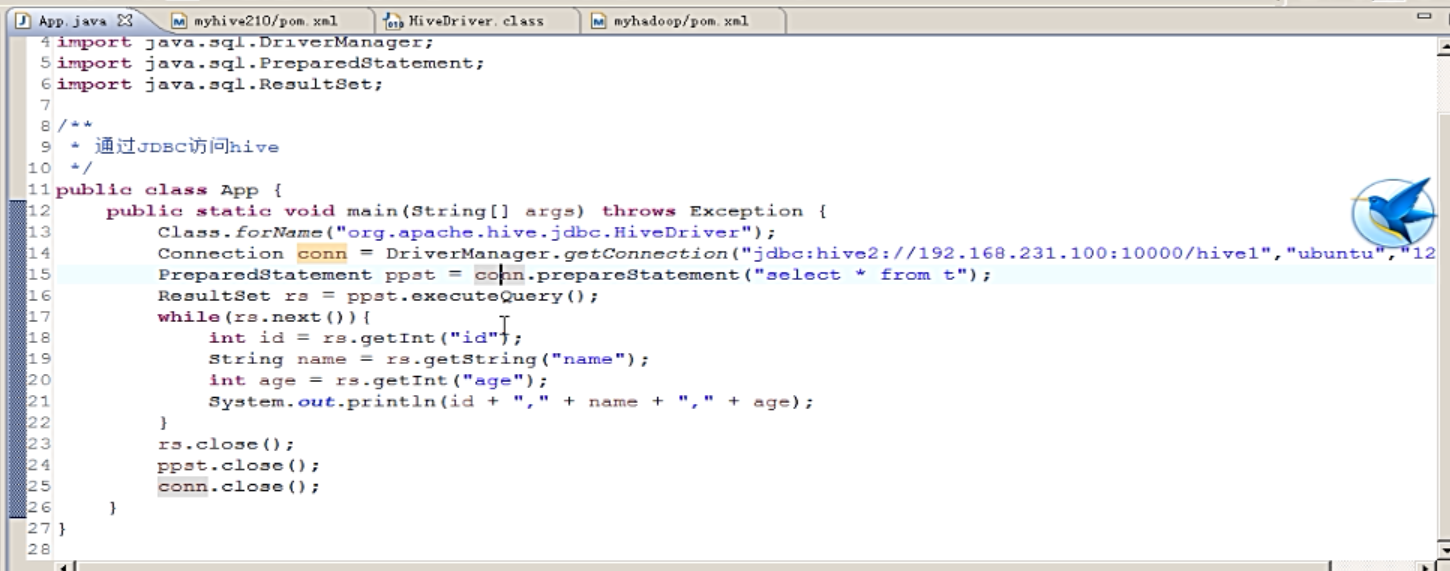 App.java myhive210/pom.xml HiveDriver.class myhadoop/pom.xml
4 import java.sql.DriverManager;
5 import java.sql.PreparedStatement;
6 import java.sql.ResultSet;
7
8 /**
9 * 通过JDBC访问hive
10 */
11 public class App {
12 public static void main(String[] args) throws Exception {
13 Class.forName("org.apache.hive.jdbc.HiveDriver");
14 Connection conn = DriverManager.getConnection("jdbc:hive2://192.168.231.100:10000/hive1","ubuntu","12
15 PreparedStatement ppst = conn.prepareStatement("select * from t");
16 ResultSet rs = ppst.executeQuery();
17 while(rs.next()){
18 int id = rs.getInt("id");
19 String name = rs.getString("name");
20 int age = rs.getInt("age");
21 System.out.println(id + "," + name + "," + age);
22 }
23 rs.close();
24 ppst.close();
25 conn.close();
26 }
27 }
28